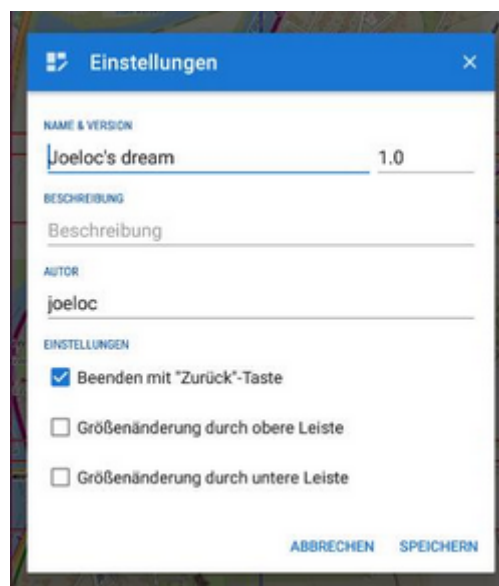 Einstellungen
NAME & VERSION
Joeloc's dream 1.0
BESCHREIBUNG
Beschreibung
AUTOR
joeloc
EINSTELLUNGEN
Beenden mit "Zurück"-Taste
Größenänderung durch obere Leiste
Größenänderung durch untere Leiste
ABBRECHEN SPEICHERN